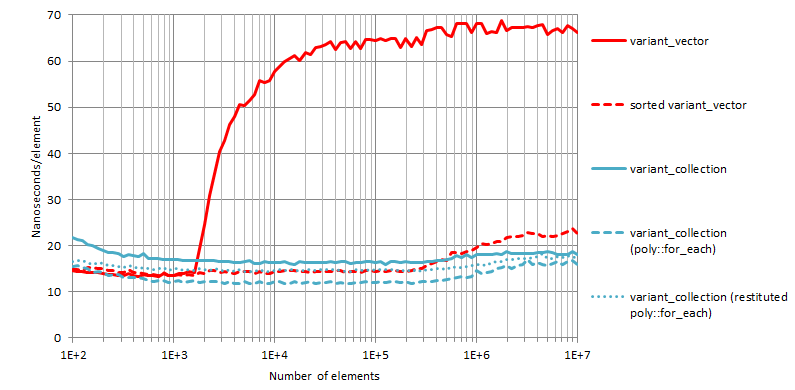 70
60
50
40
30
20
10
0
Nanoseconds/element
1E+2
1E+3
1E+4
1E+5
1E+6
1E+7
Number of elements
variant_vector
sorted variant_vector
variant_collection
variant_collection
(poly::for_each)
variant_collection (restituted
poly::for_each)